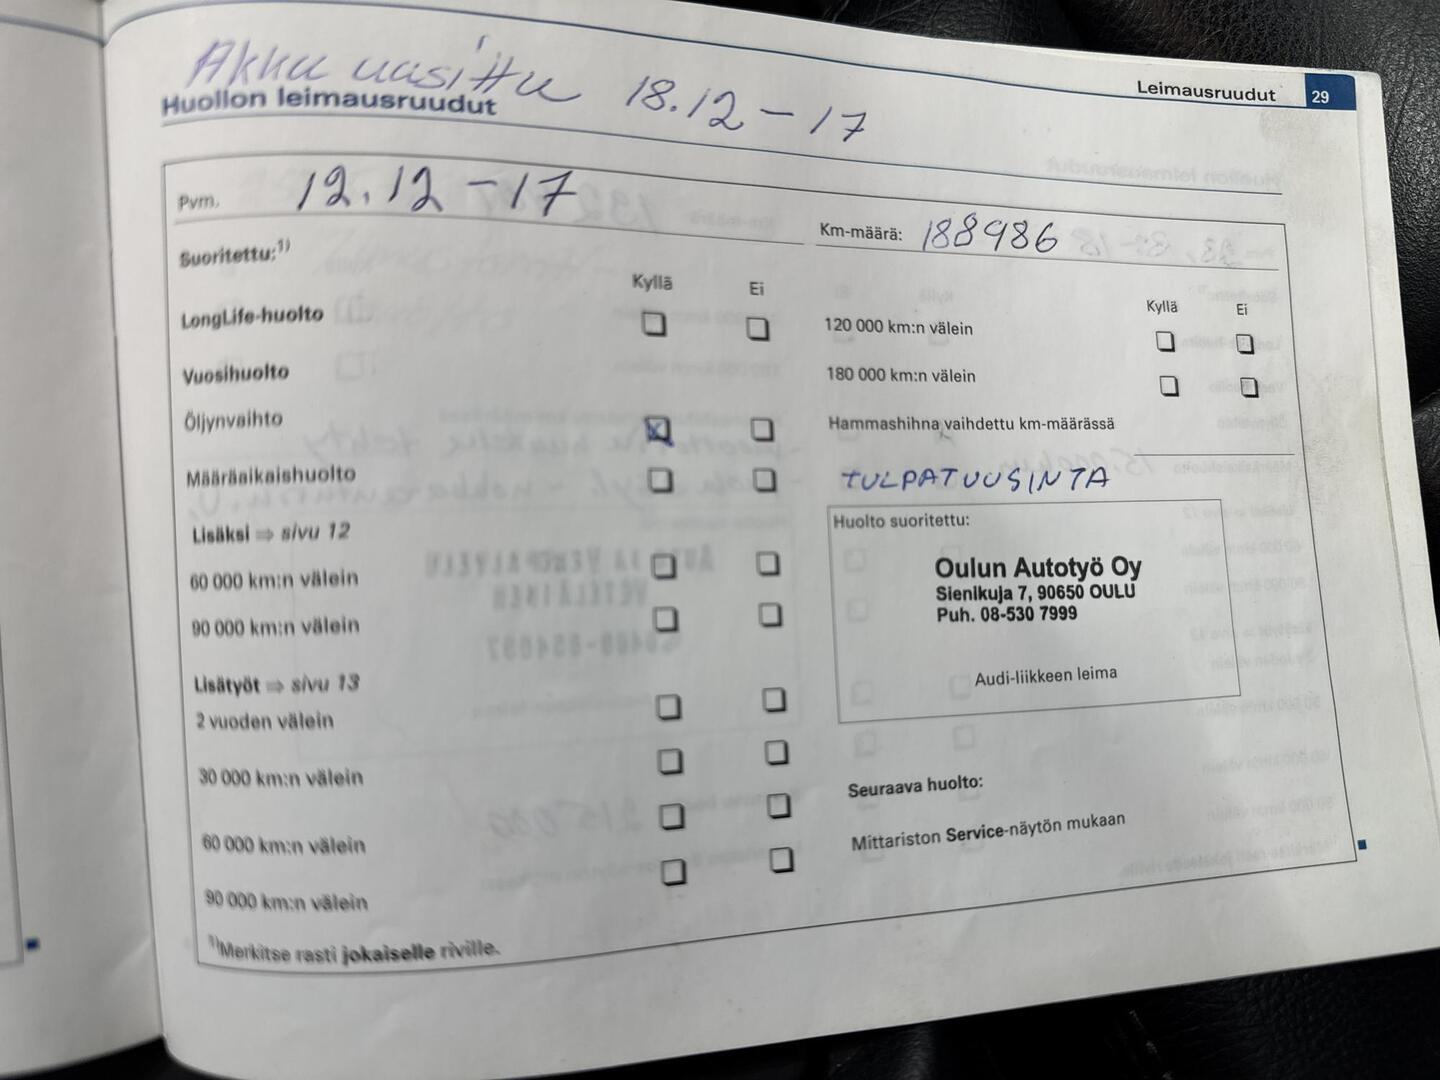 Akku uusittu 18.12-17
Leimausruudut 29
Huollon leimausruudut
Pvm. 12.12-17
Km-määrä: 188986
Suoritettu:1)
Kyllä Ei
LongLife-huolto
Vuosihuolto
Öljynvaihto
Määräaikaishuolto
Lisäksi ⇒ sivu 12
60 000 km:n välein
90 000 km:n välein
Lisätyöt ⇒ sivu 13
2 vuoden välein
30 000 km:n välein
60 000 km:n välein
90 000 km:n välein
1)Merkitse rasti jokaiselle riville.
Kyllä Ei
120 000 km:n välein
180 000 km:n välein
Hammashihna vaihdettu km-määrässä
TULPAT UUSINTA
Huolto suoritettu:
Oulun Autotyö Oy
Sienikuja 7, 90650 OULU
Puh. 08-530 7999
Audi-liikkeen leima
Seuraava huolto:
Mittariston Service-näytön mukaan